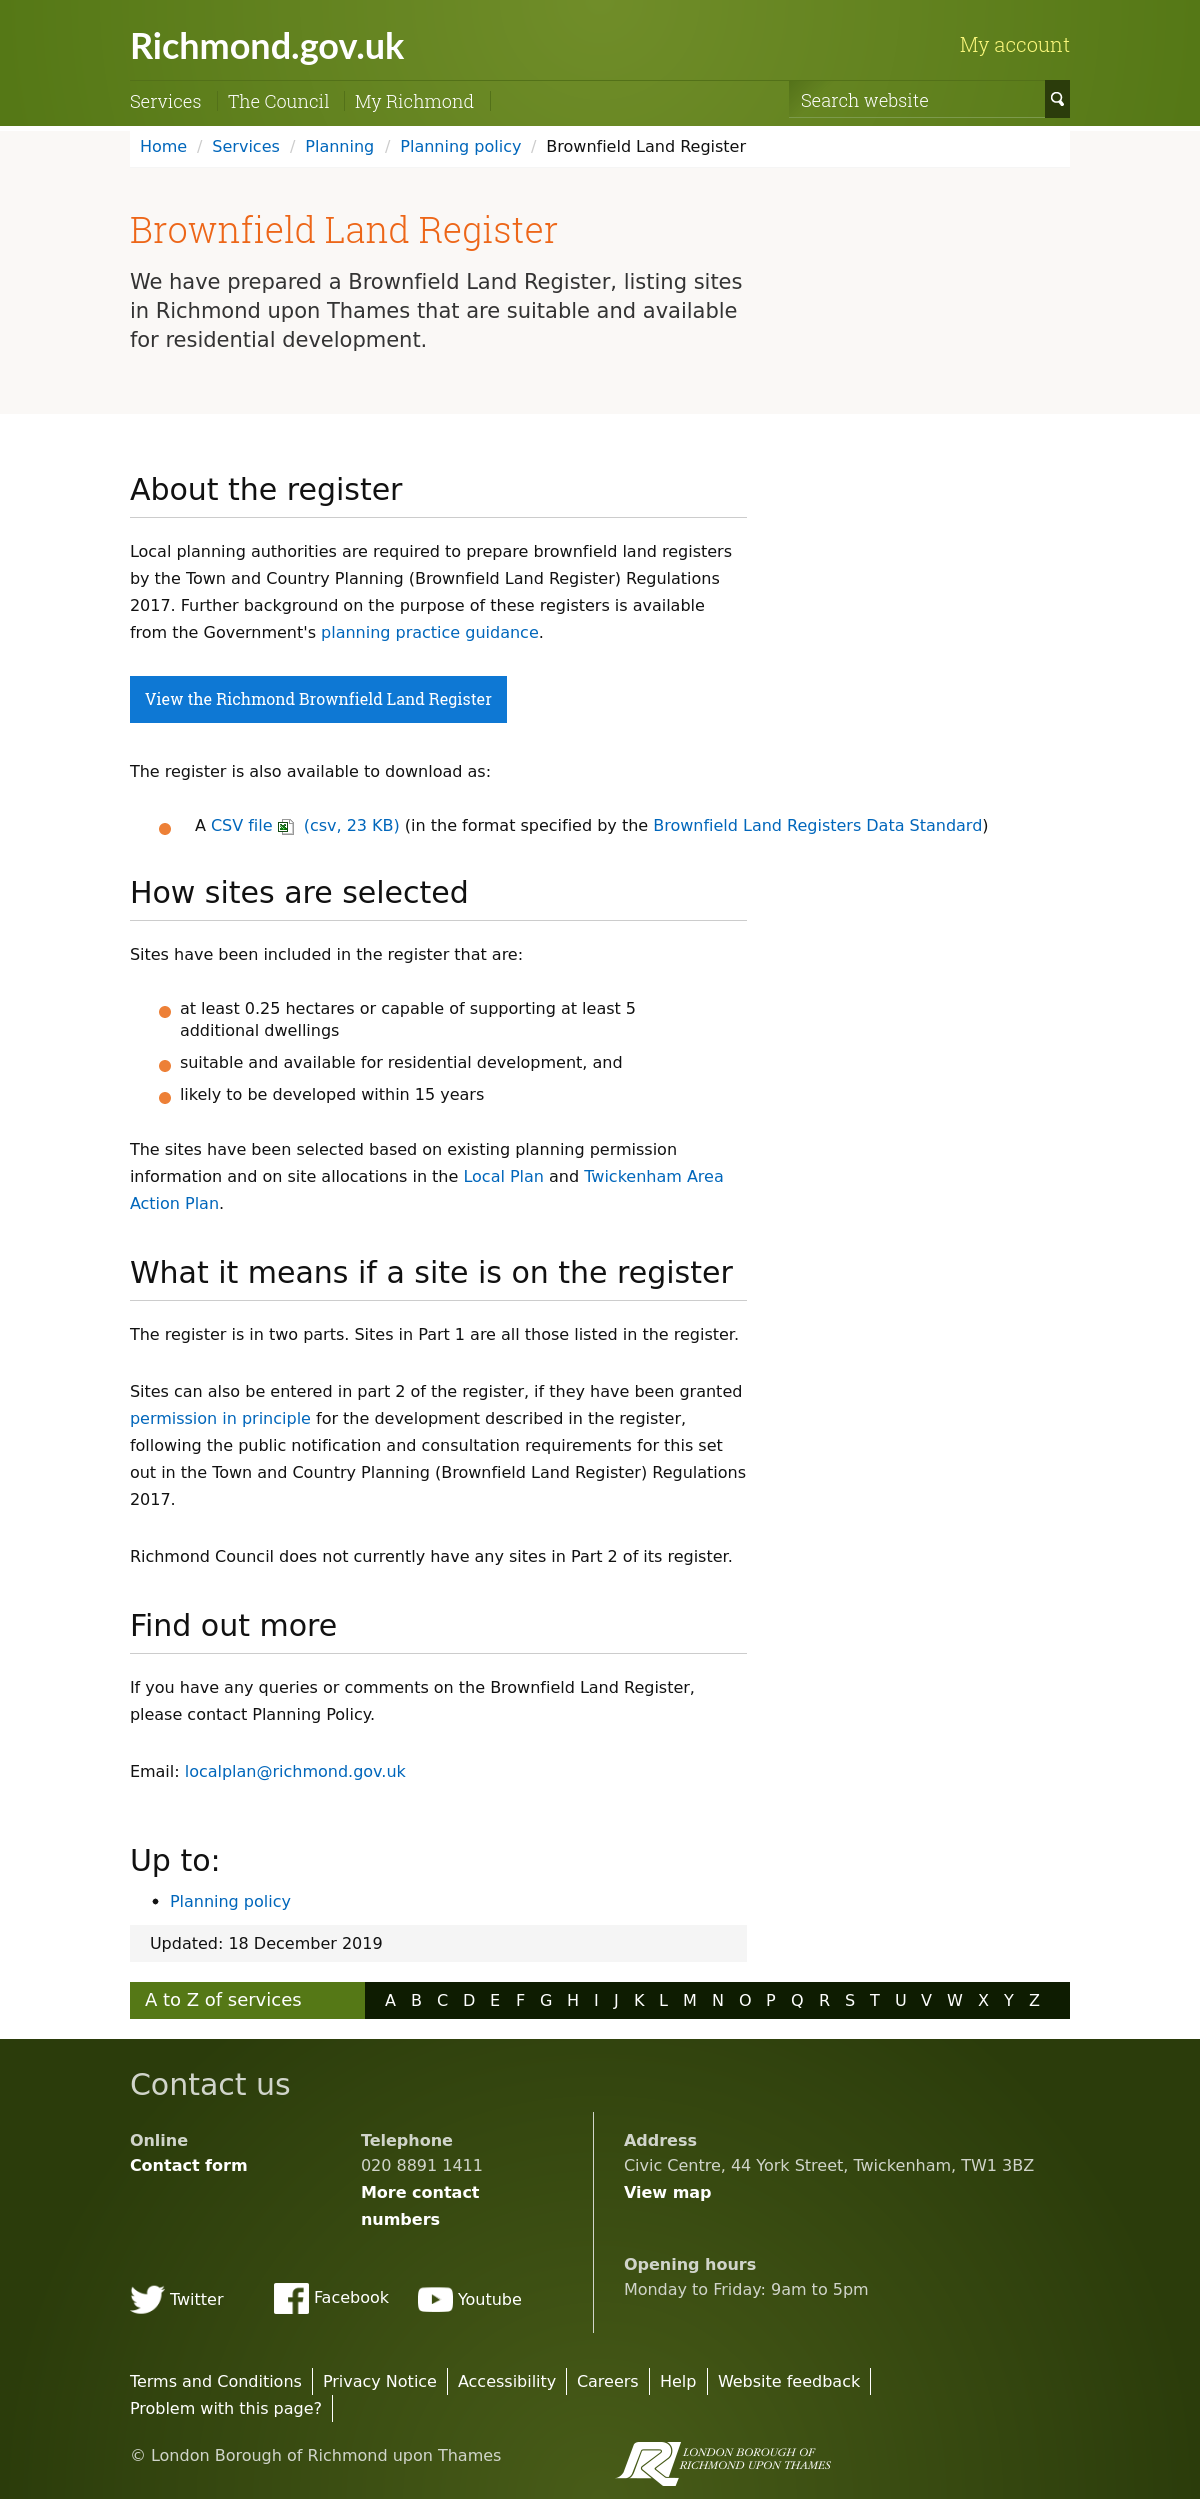 Richmond.gov.uk
My account
Services
The Council
My Richmond
Search website
Home / Services / Planning / Planning policy / Brownfield Land Register
Brownfield Land Register
We have prepared a Brownfield Land Register, listing sites
in Richmond upon Thames that are suitable and available
for residential development.
About the register
Local planning authorities are required to prepare brownfield land registers
by the Town and Country Planning (Brownfield Land Register) Regulations
2017. Further background on the purpose of these registers is available
from the Government's planning practice guidance.
View the Richmond Brownfield Land Register
The register is also available to download as:
A CSV file (csv, 23 KB) (in the format specified by the Brownfield Land Registers Data Standard)
How sites are selected
Sites have been included in the register that are:
at least 0.25 hectares or capable of supporting at least 5
additional dwellings
suitable and available for residential development, and
likely to be developed within 15 years
The sites have been selected based on existing planning permission
information and on site allocations in the Local Plan and Twickenham Area
Action Plan.
What it means if a site is on the register
The register is in two parts. Sites in Part 1 are all those listed in the register.
Sites can also be entered in part 2 of the register, if they have been granted
permission in principle for the development described in the register,
following the public notification and consultation requirements for this set
out in the Town and Country Planning (Brownfield Land Register) Regulations
2017.
Richmond Council does not currently have any sites in Part 2 of its register.
Find out more
If you have any queries or comments on the Brownfield Land Register,
please contact Planning Policy.
Email: localplan@richmond.gov.uk
Up to:
Planning policy
Updated: 18 December 2019
A to Z of services
A B C D E F G H I J K L M N O P Q R S T U V W X Y Z
Contact us
Online
Contact form
Telephone
020 8891 1411
More contact
numbers
Address
Civic Centre, 44 York Street, Twickenham, TW1 3BZ
View map
Opening hours
Monday to Friday: 9am to 5pm
Twitter
Facebook
Youtube
Terms and Conditions
Privacy Notice
Accessibility
Careers
Help
Website feedback
Problem with this page?
© London Borough of Richmond upon Thames
LONDON BOROUGH OF
RICHMOND UPON THAMES